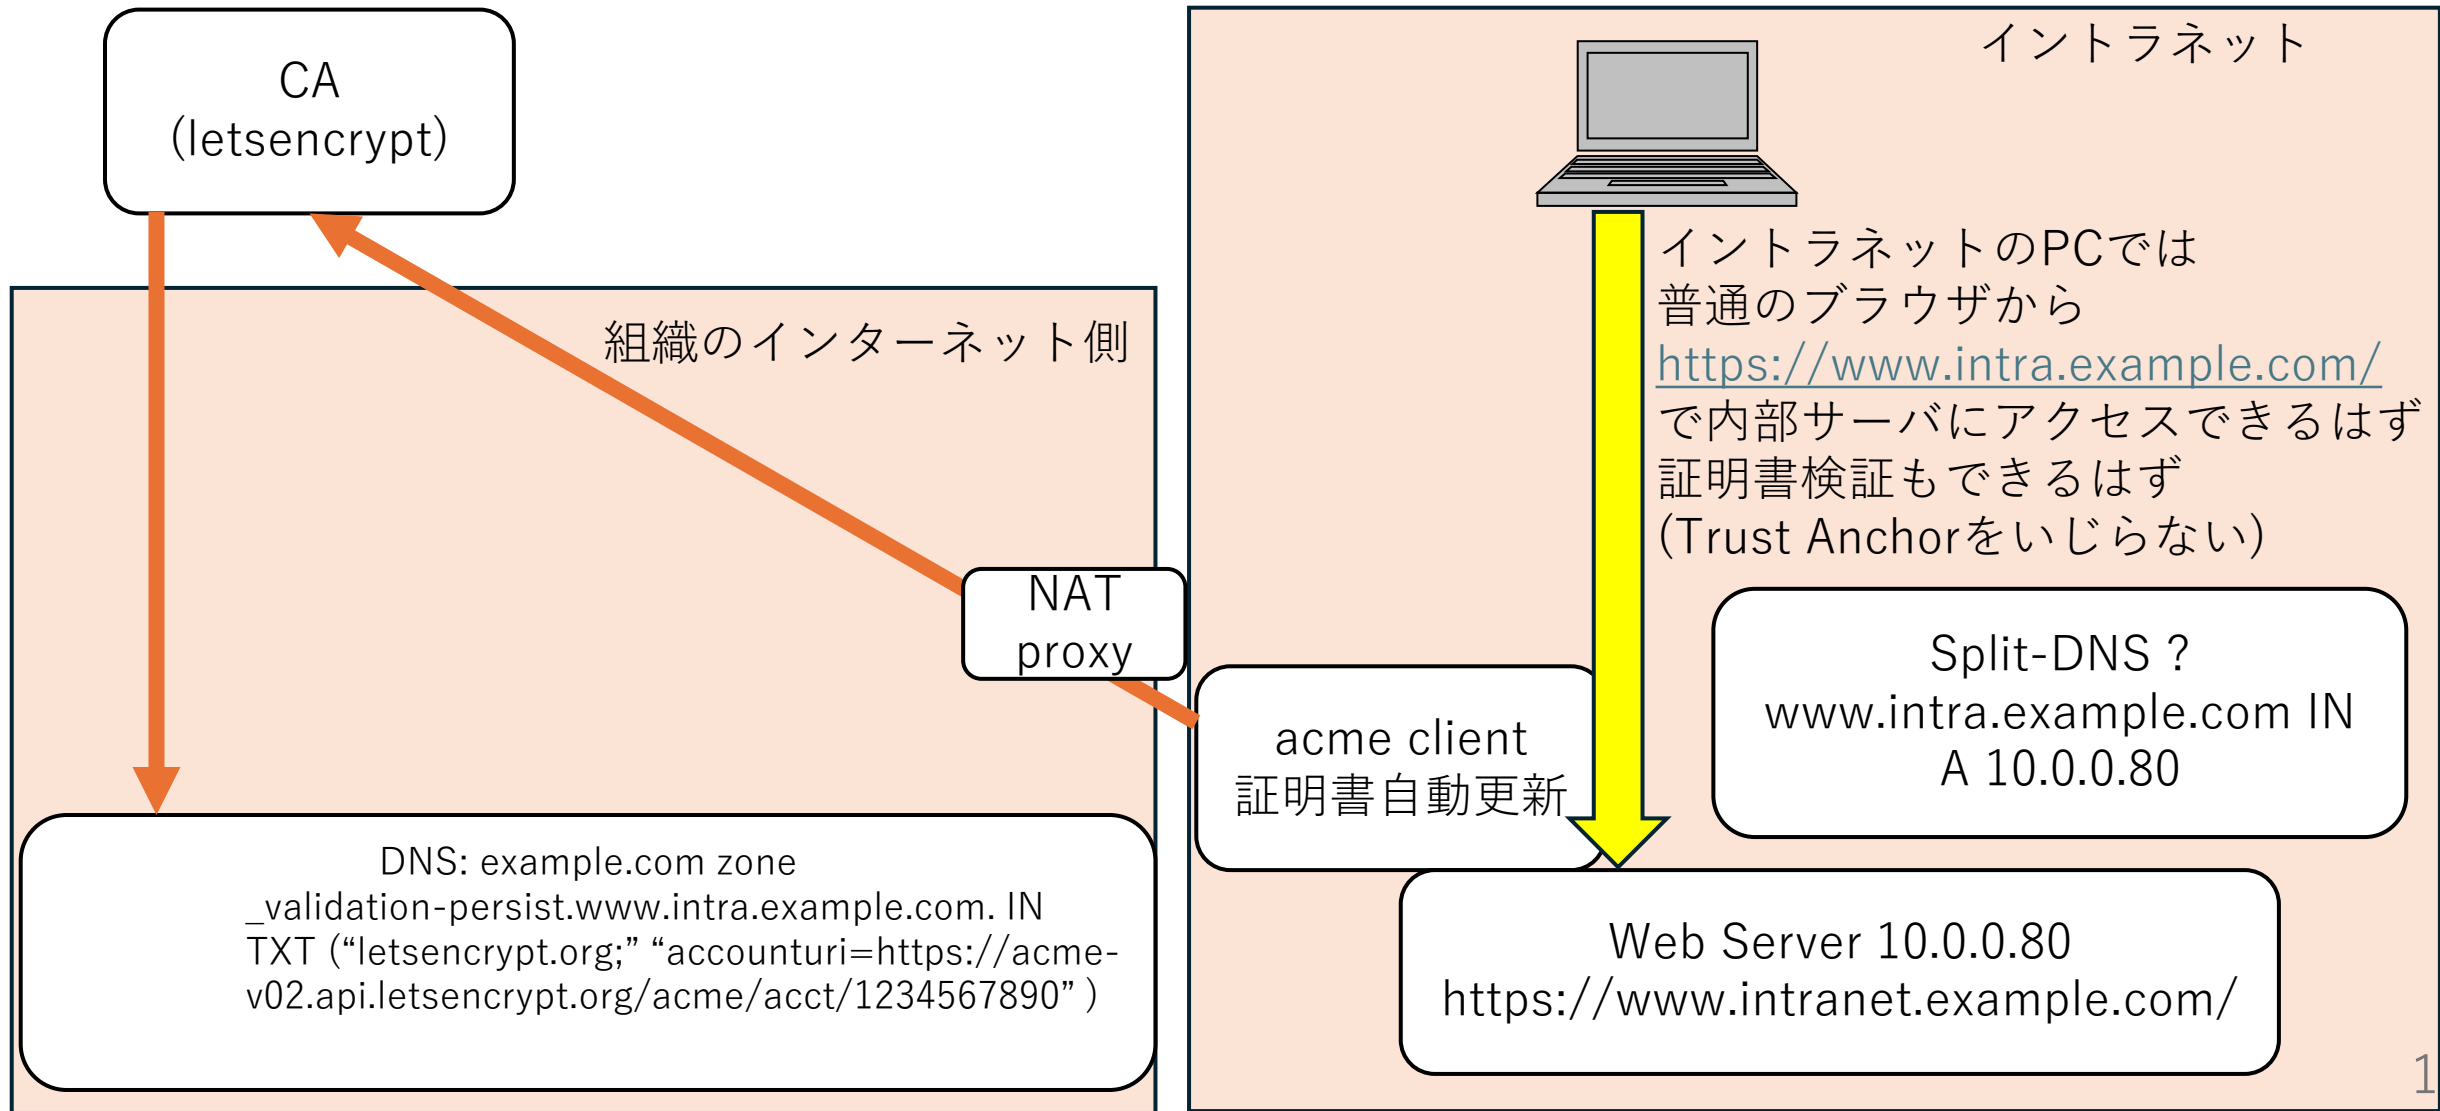 CA
(letsencrypt)
組織のインターネット側
NAT
proxy
DNS: example.com zone
_validation-persist.www.intra.example.com. IN
TXT (“letsencrypt.org;” “accounturi=https://acme-
v02.api.letsencrypt.org/acme/acct/1234567890” )
イントラネット
イントラネットのPCでは
普通のブラウザから
https://www.intra.example.com/
で内部サーバにアクセスできるはず
証明書検証もできるはず
(Trust Anchorをいじらない)
acme client
証明書自動更新
Split-DNS ?
www.intra.example.com IN
A 10.0.0.80
Web Server 10.0.0.80
https://www.intranet.example.com/
1